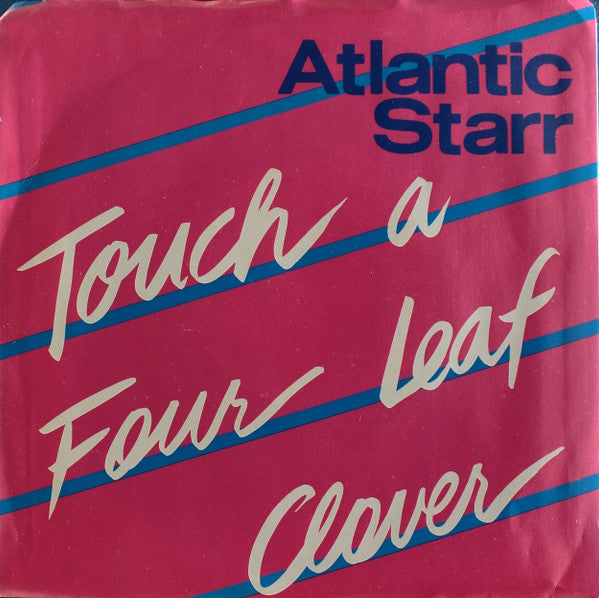 Atlantic
Starr
Touch a
Four Leaf
Clover